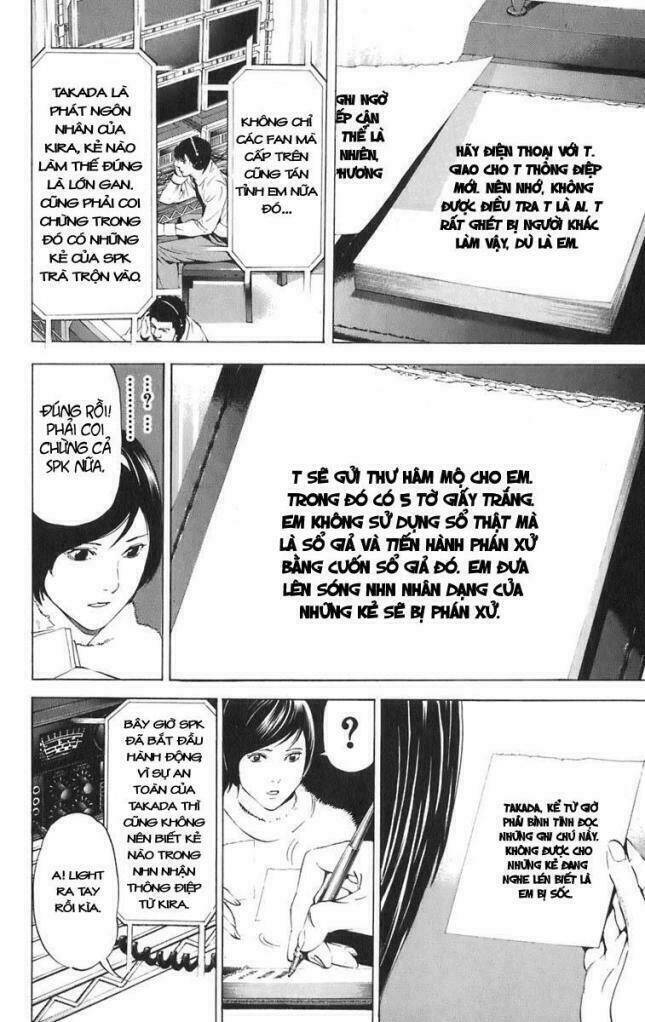 GHI NGỜ
ẾP CẬN
THỂ LÀ
NHIÊN,
PHƯƠNG
HÃY ĐIỆN THOẠI VỚI T.
GIAO CHO T THÔNG ĐIỆP
MỚI. NÊN NHỚ, KHÔNG
ĐƯỢC ĐIỀU TRA T LÀ AI. T
RẤT GHÉT BỊ NGƯỜI KHÁC
LÀM VẬY, DÙ LÀ EM.
KHÔNG CHỈ
CÁC FAN MÀ
CẤP TRÊN
CŨNG TÁN
TỈNH EM NỮA
ĐÓ...
TAKADA LÀ
PHÁT NGÔN
NHÂN CỦA
KIRA, KẺ NÀO
LÀM THẾ ĐÚNG
LÀ LỚN GAN.
CŨNG PHẢI COI
CHỪNG TRONG
ĐÓ CÓ NHỮNG
KẺ CỦA SPK
TRÀ TRỘN VÀO.
T SẼ GỬI THƯ HÂM MỘ CHO EM.
TRONG ĐÓ CÓ 5 TỜ GIẤY TRẮNG.
EM KHÔNG SỬ DỤNG SỔ THẬT MÀ
LÀ SỔ GIẢ VÀ TIẾN HÀNH PHÁN XỬ
BẰNG CUỐN SỔ GIẢ ĐÓ. EM ĐƯA
LÊN SÓNG NHN NHÂN DẠNG CỦA
NHỮNG KẺ SẼ BỊ PHÁN XỬ.
...?...
........
ĐÚNG RỒI!
PHẢI COI
CHỪNG CẢ
SPK NỮA.
TAKADA, KỂ TỪ GIỜ
PHẢI BÌNH TĨNH ĐỌC
NHỮNG GHI CHÚ NÀY.
KHÔNG ĐƯỢC CHO
NHỮNG KẺ ĐANG
NGHE LÉN BIẾT LÀ
EM BỊ SỐC.
?
BÂY GIỜ SPK
ĐÃ BẮT ĐẦU
HÀNH ĐỘNG,
VÌ SỰ AN
TOÀN CỦA
TAKADA THÌ
CŨNG KHÔNG
NÊN BIẾT KẺ
NÀO TRONG
NHN NHẬN
THÔNG ĐIỆP
TỪ KIRA.
A! LIGHT
RA TAY
RỒI KÌA.